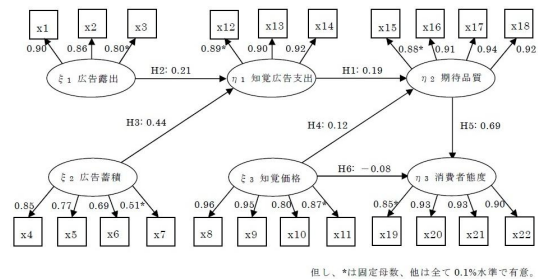 x1 x2 x3 x12 x13 x14 x15 x16 x17 x18
0.90 0.86 0.80* 0.89* 0.90 0.92 0.88* 0.91 0.94 0.92
ξ1 広告露出 H2: 0.21 η1 知覚広告支出 H1: 0.19 η2 期待品質
H3: 0.44 H4: 0.12 H5: 0.69
ξ2 広告蓄積 ξ3 知覚価格 H6: －0.08 η3 消費者態度
0.85 0.77 0.69 0.51* 0.96 0.95 0.80 0.87* 0.85* 0.93 0.93 0.90
x4 x5 x6 x7 x8 x9 x10 x11 x19 x20 x21 x22
但し、*は固定母数、他は全て 0.1%水準で有意。